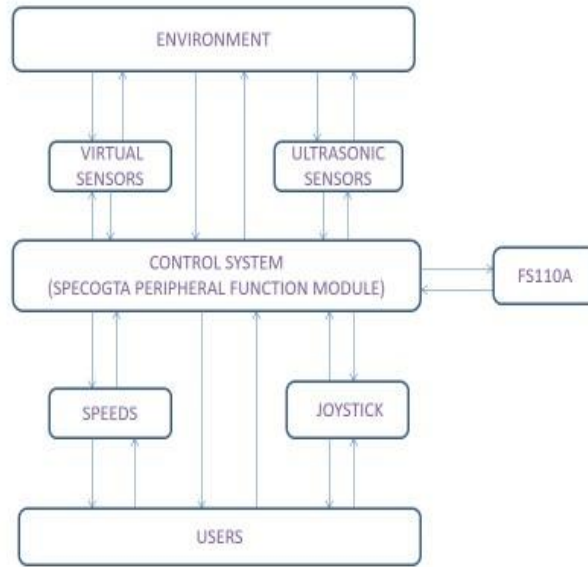 ENVIRONMENT
VIRTUAL
SENSORS
ULTRASONIC
SENSORS
CONTROL SYSTEM
(SPECOGTA PERIPHERAL FUNCTION MODULE)
FS110A
SPEEDS
JOYSTICK
USERS